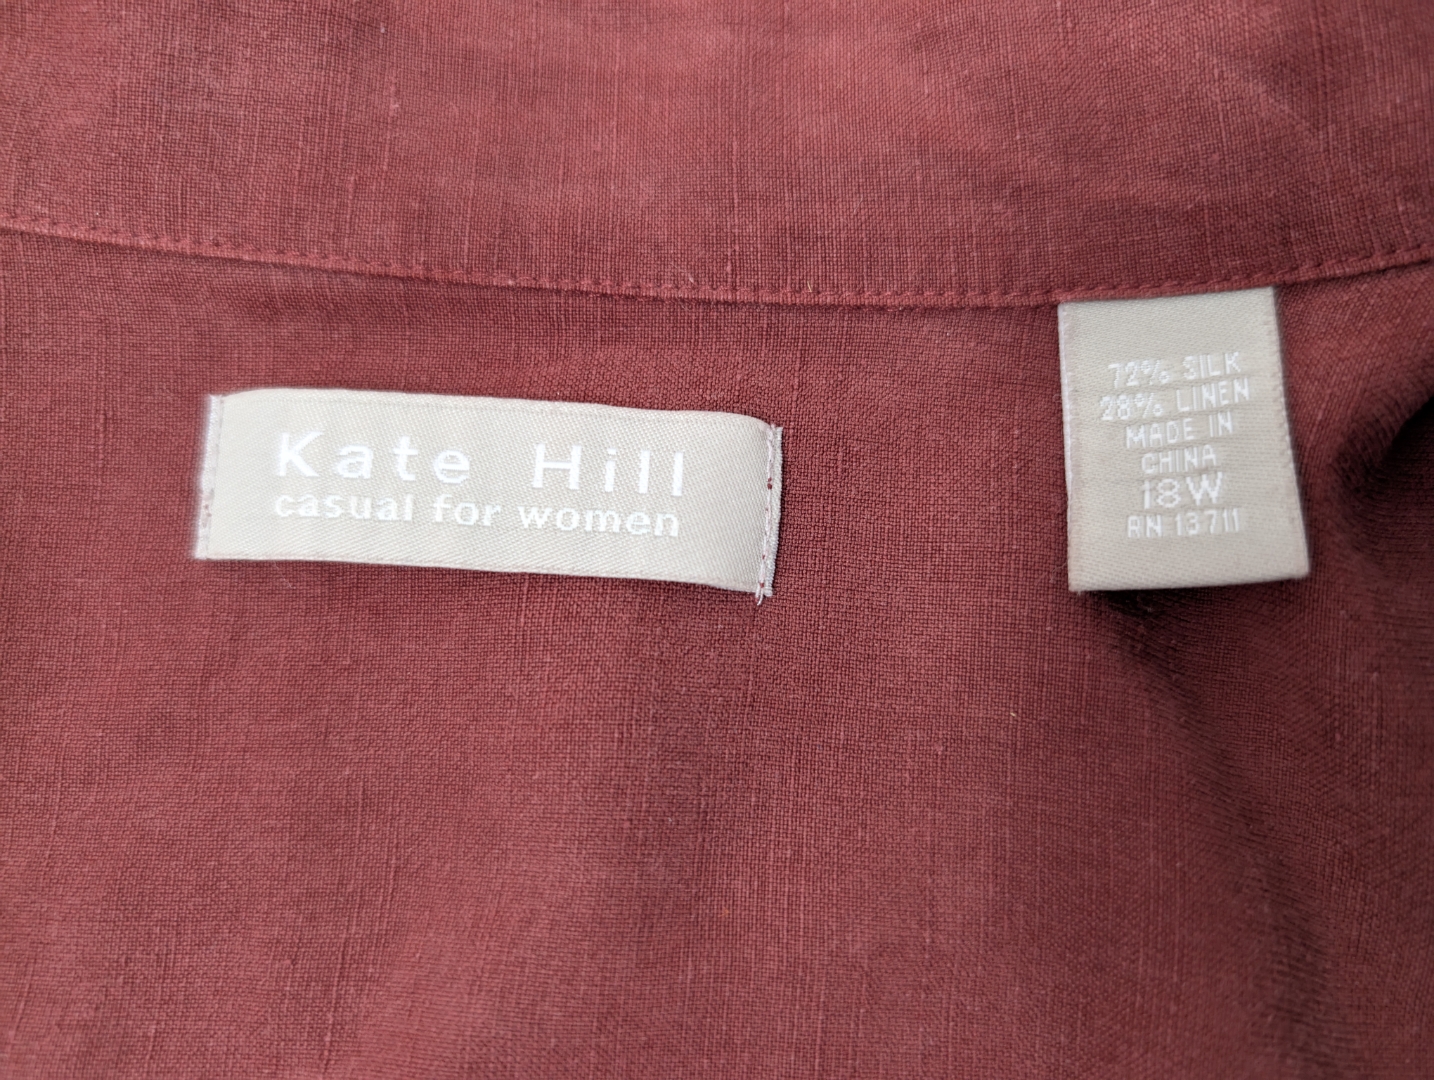 Kate Hill
casual for women
72% SILK
28% LINEN
MADE IN
CHINA
18W
RN 13711